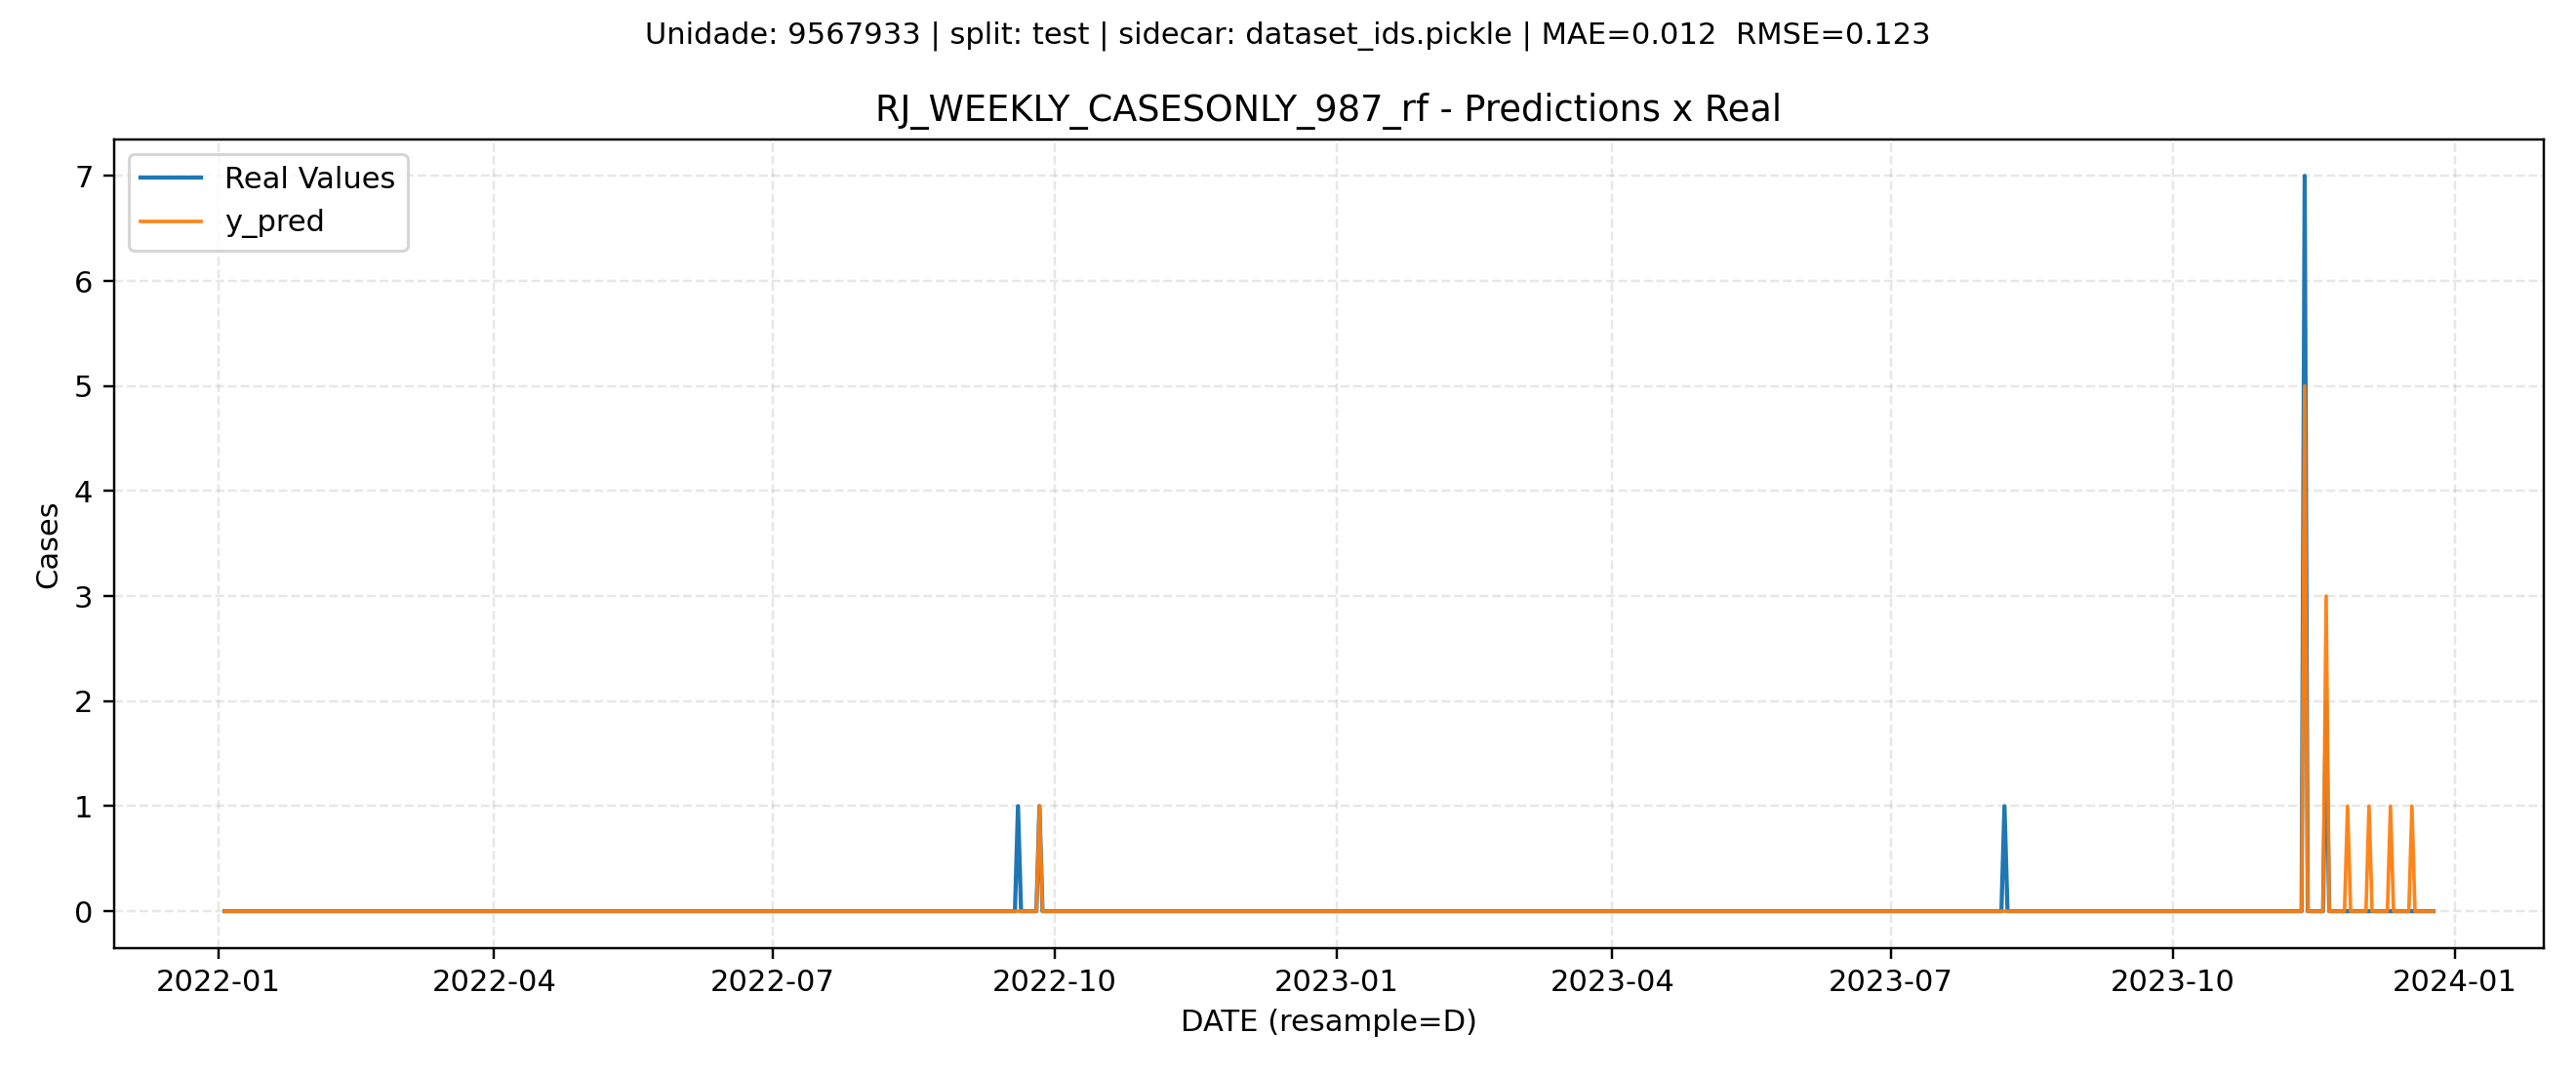 Unidade: 9567933 | split: test | sidecar: dataset_ids.pickle | MAE=0.012  RMSE=0.123
RJ_WEEKLY_CASESONLY_987_rf - Predictions x Real
Real Values
y_pred
7
6
5
4
3
2
1
0
Cases
2022-01
2022-04
2022-07
2022-10
2023-01
2023-04
2023-07
2023-10
2024-01
DATE (resample=D)